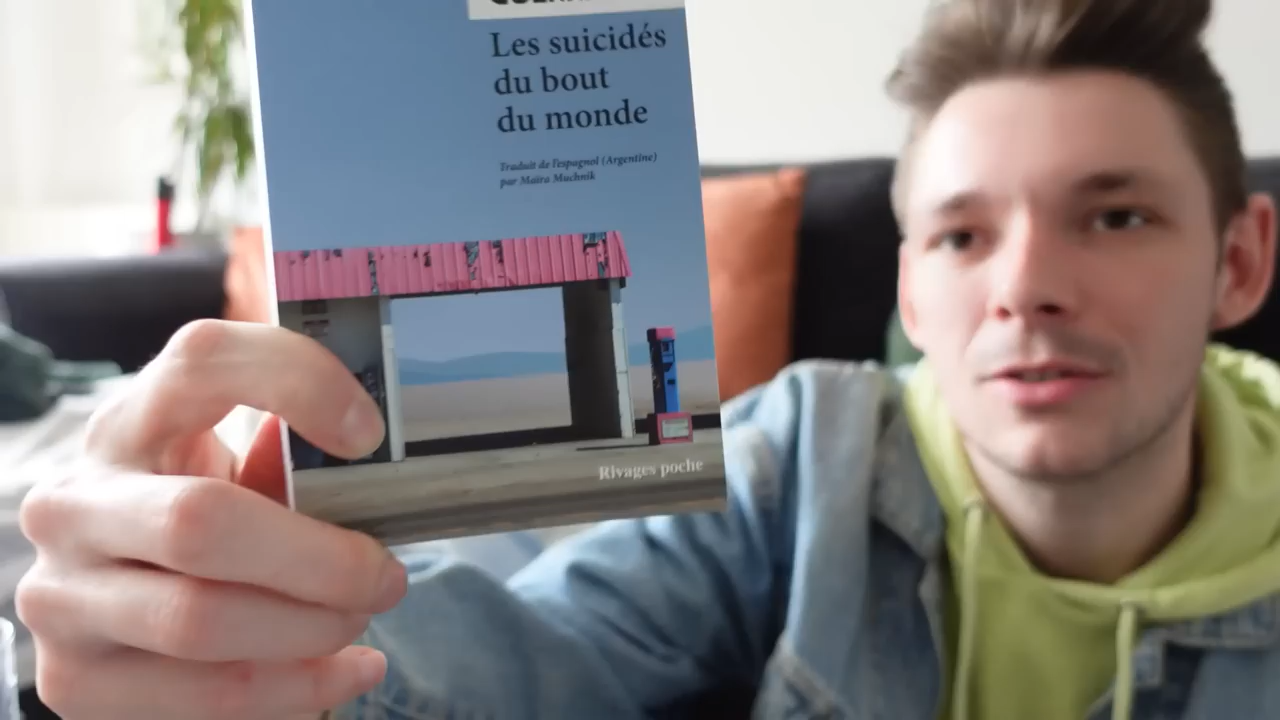 Les suicidés
du bout
du monde
Traduit de l'espagnol (Argentine)
par Maïra Muchnik
Rivages poche